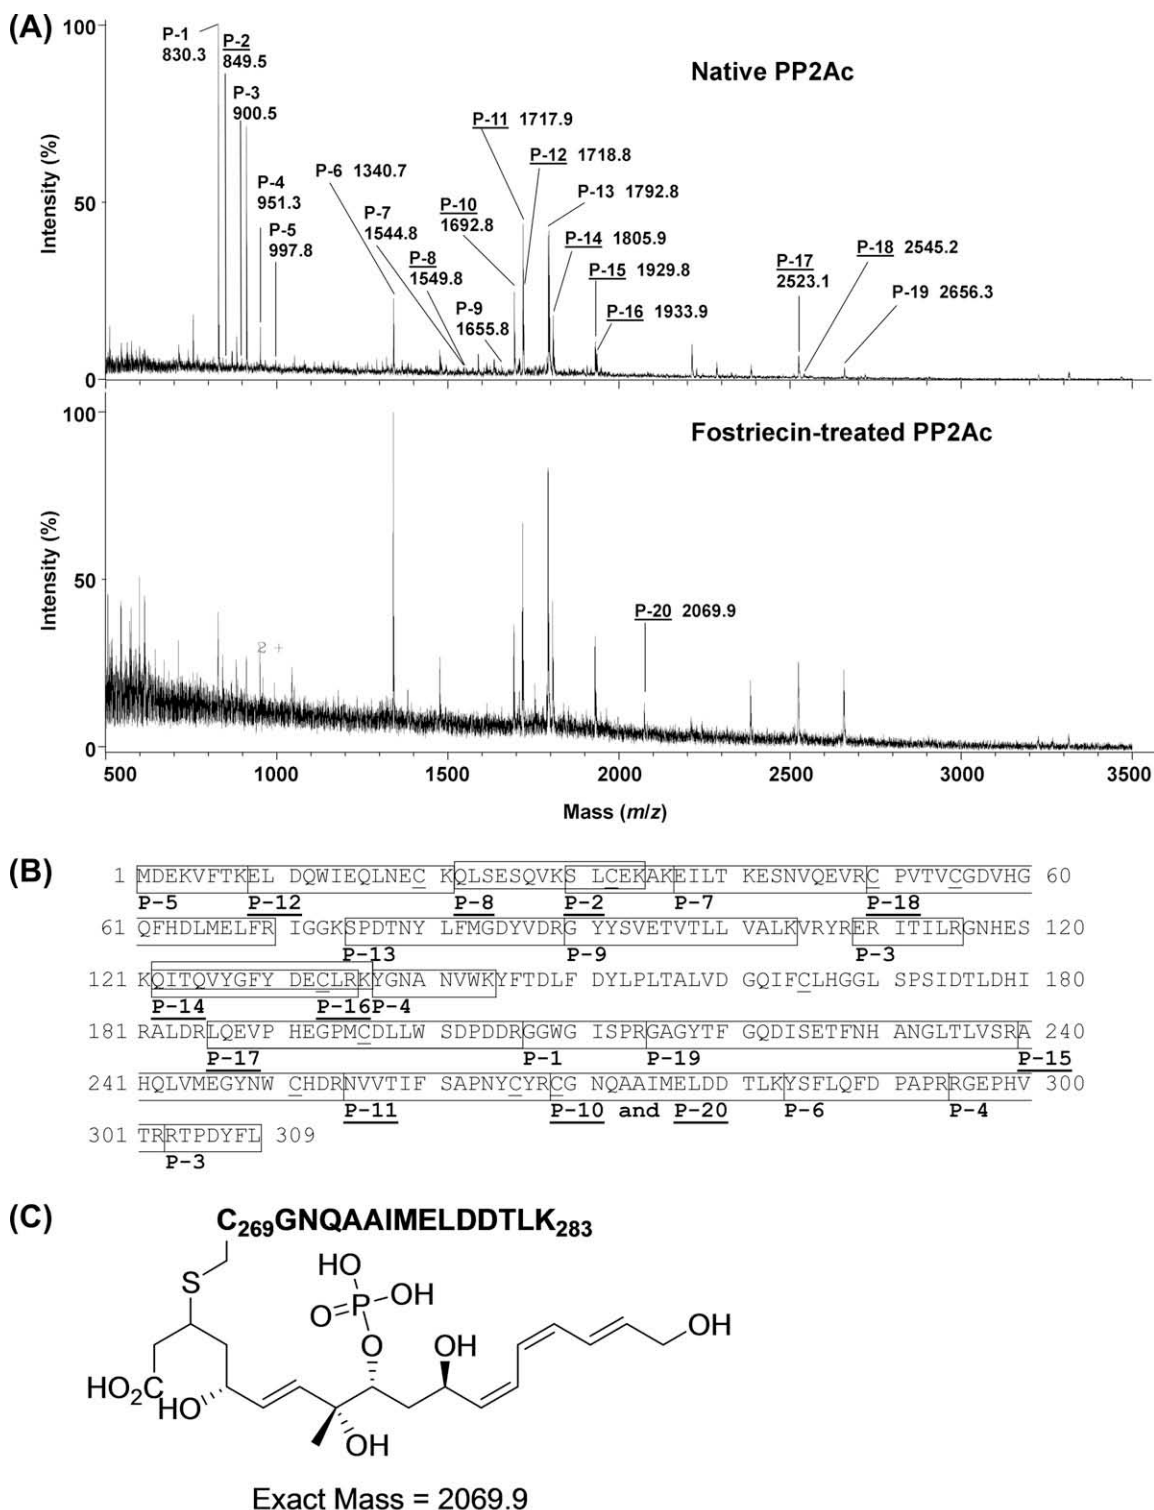 (A)
100
Intensity (%)
50
0
P-1
830.3
P-2
849.5
P-3
900.5
P-4
951.3
P-5
997.8
P-6 1340.7
P-7
1544.8
P-8
1549.8
P-9
1655.8
P-10
1692.8
P-11 1717.9
P-12 1718.8
P-13 1792.8
P-14 1805.9
P-15 1929.8
P-16 1933.9
P-17
2523.1
P-18 2545.2
P-19 2656.3
Native PP2Ac
100
Intensity (%)
50
0
Fostriecin-treated PP2Ac
2 +
P-20 2069.9
500 1000 1500 2000 2500 3000 3500
Mass (m/z)
(B)
1 MDEKVFTKEL DQWIEQLNEC KQLSESQVKS LCEKAKEILT KESNVQEVRC PVTVCGDVHG 60
P-5 P-12 P-8 P-2 P-7 P-18
61 QFHDLMELFR IGGKSPDTNY LFMGDYVDRG YYSVETVTLL VALKVRYRER ITILRGNHES 120
P-13 P-9 P-3
121 KQITQVYGFY DECLRKYGNA NVWKYFTDLF DYLPLTALVD GQIFCLHGGL SPSIDTLDHI 180
P-14 P-16 P-4
181 RALDRLQEVP HEGPMCDLLW SDPDDRGGWG ISPRGAGYTF GQDISETFNH ANGLTLVSRA 240
P-17 P-1 P-19 P-15
241 HQLVMEGYNW CHDRNVVTIF SAPNYCYRCG NQAAIMELDD TLKYSFLQFD PAPRRGEPHV 300
P-11 P-10 and P-20 P-6 P-4
301 TRRTPDYFL 309
P-3
(C)
C269GNQAAIMELDDTLK283
S
HO
OH
O=P
O
OH
OH
HO2C
HO
OH
Exact Mass = 2069.9